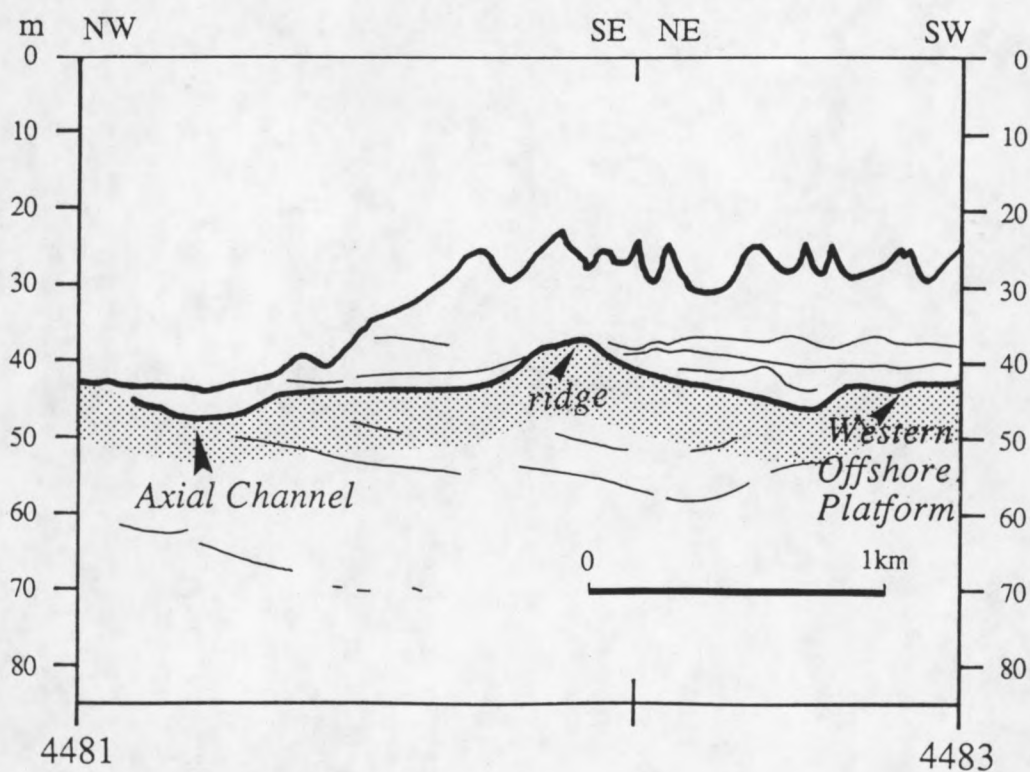 m NW SE NE SW
0 0
10 10
20 20
30 30
40 40
ridge
50 Western 50
Offshore
Axial Channel
Platform
60 60
0 1km
70 70
80 80
4481 4483